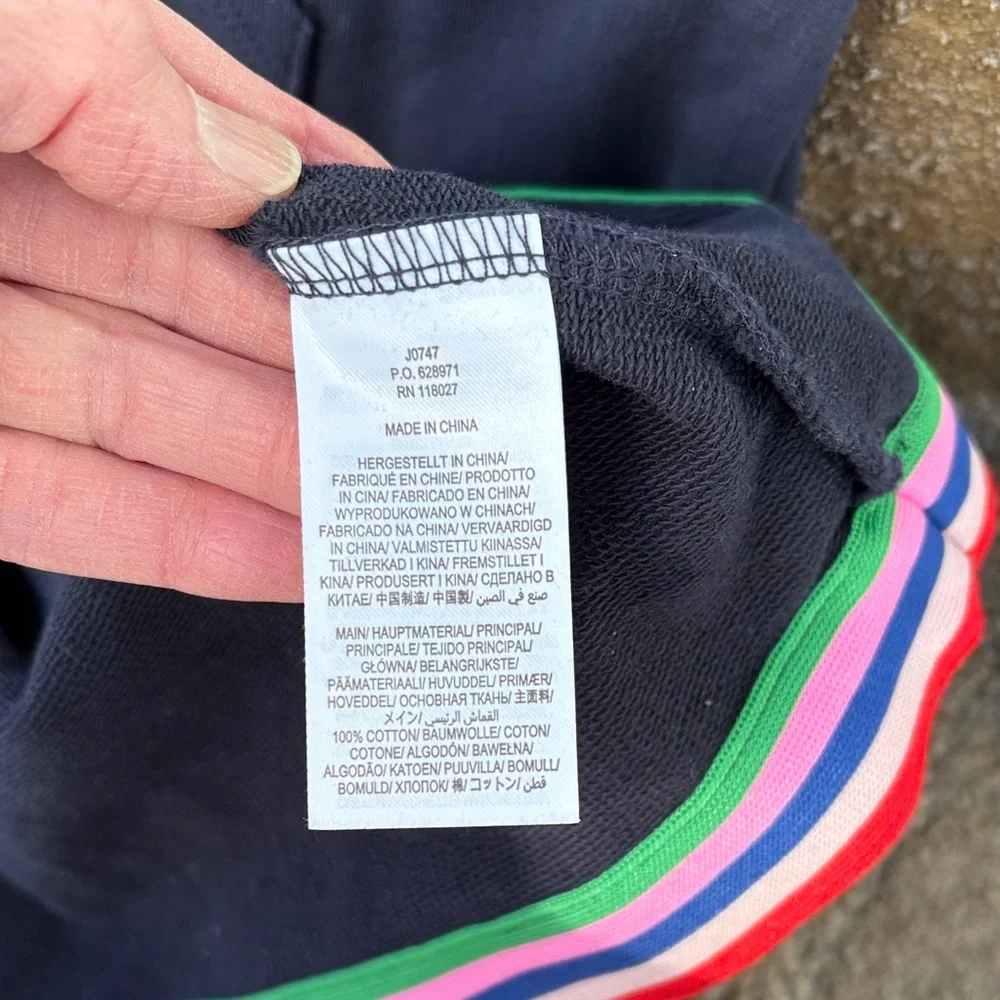 J0747
P.O. 628971
RN 118027
MADE IN CHINA
HERGESTELLT IN CHINA/
FABRIQUÉ EN CHINE/ PRODOTTO
IN CINA/ FABRICADO EN CHINA/
WYPRODUKOWANO W CHINACH/
FABRICADO NA CHINA/ VERVAARDIGD
IN CHINA/ VALMISTETTU KIINASSA/
TILLVERKAD I KINA/ FREMSTILLET I
KINA/ PRODUSERT I KINA/ СДЕЛАНО В
КИТАЕ/ 中国制造/ 中国製/ صنع في الصين
MAIN/ HAUPTMATERIAL/ PRINCIPAL/
PRINCIPALE/ TEJIDO PRINCIPAL/
GŁÓWNA/ BELANGRIJKSTE/
PÄÄMATERIAALI/ HUVUDDEL/ PRIMÆR/
HOVEDDEL/ ОСНОВНАЯ ТКАНЬ/ 主面料/
メイン/ القماش الرئيسي/
100% COTTON/ BAUMWOLLE/ COTON/
COTONE/ ALGODÓN/ BAWEŁNA/
ALGODÃO/ KATOEN/ PUUVILLA/ BOMULL/
BOMULD/ ХЛОПОК/ 棉/ コットン/ قطن